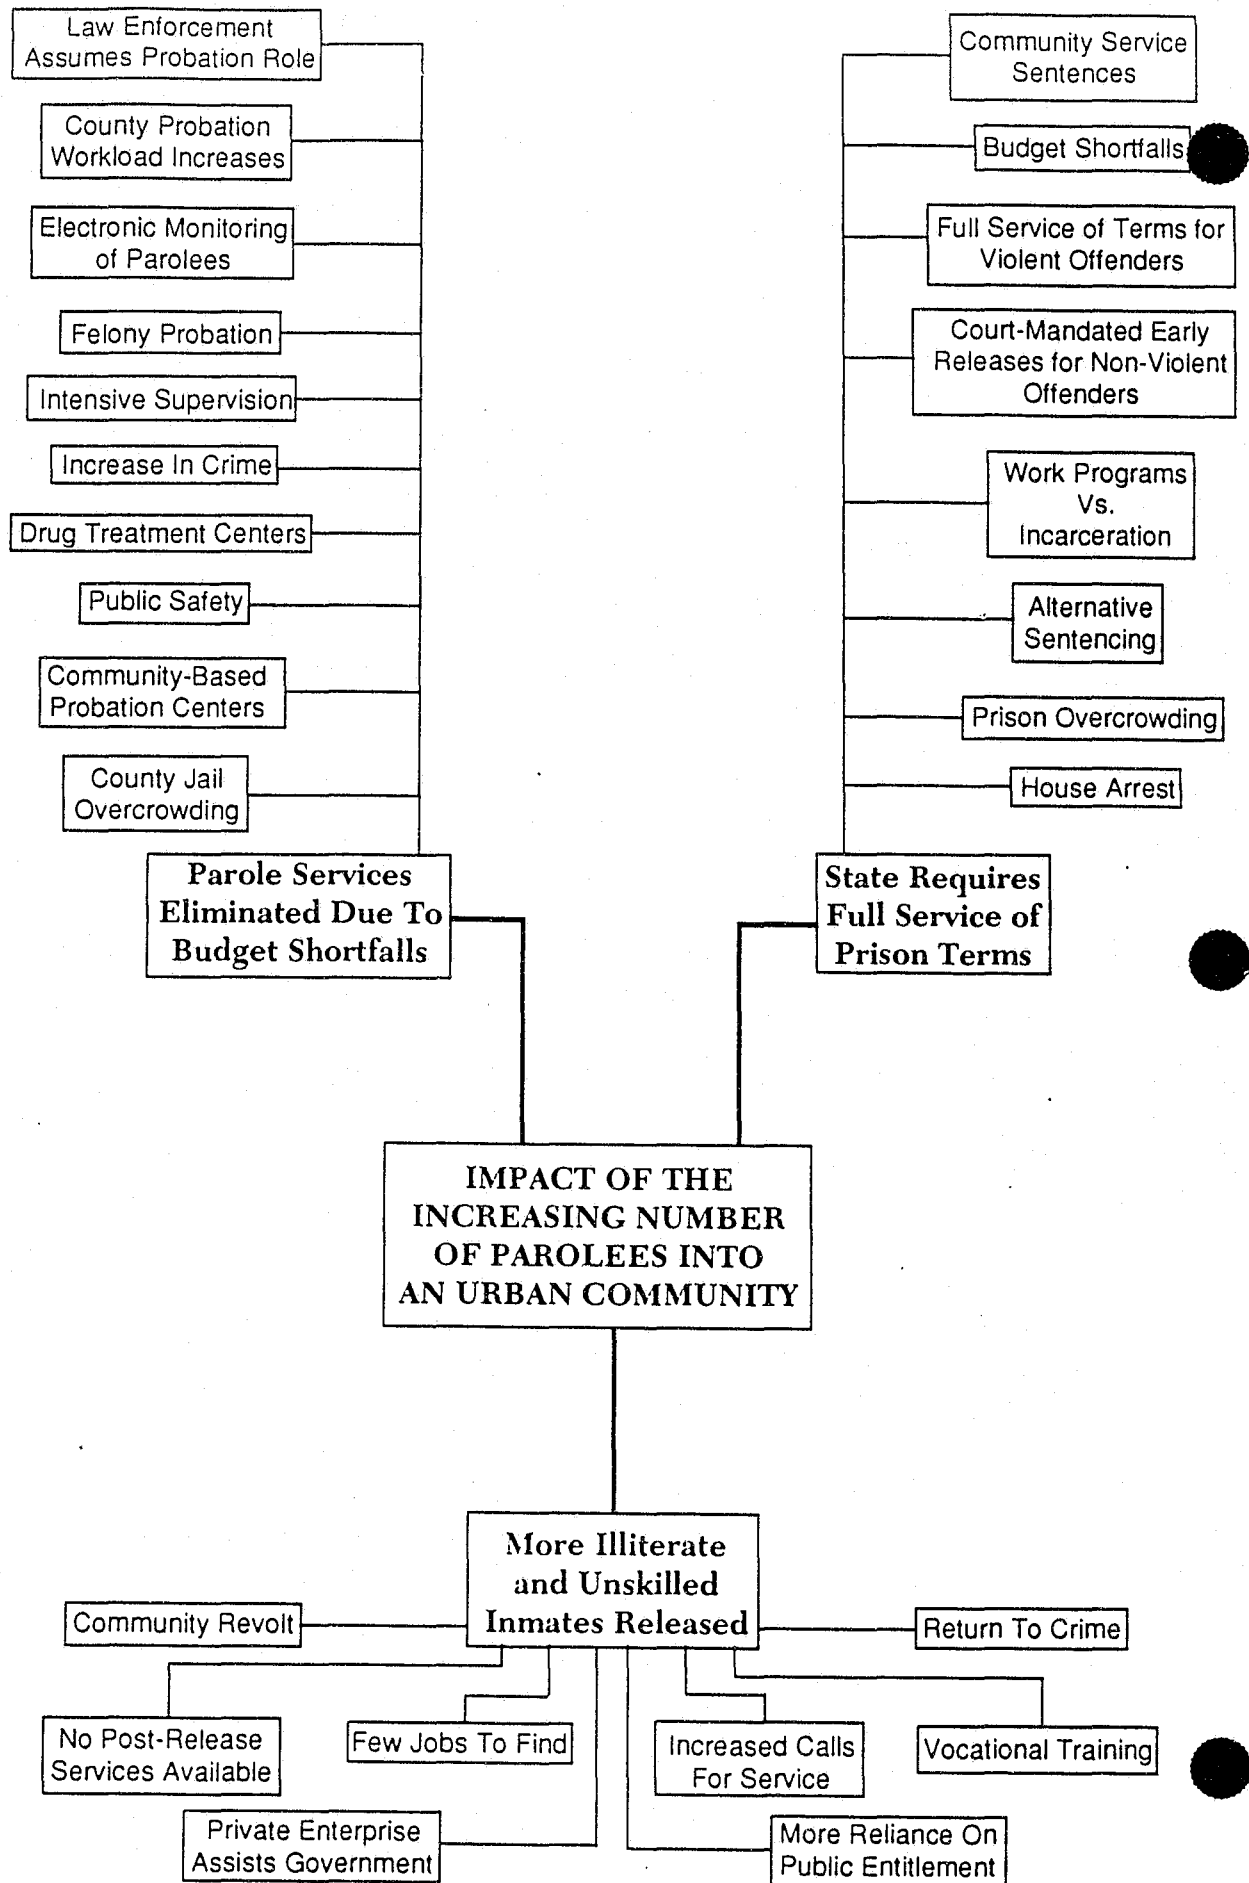 Law Enforcement
Assumes Probation Role
County Probation
Workload Increases
Electronic Monitoring
of Parolees
Felony Probation
Intensive Supervision
Increase In Crime
Drug Treatment Centers
Public Safety
Community-Based
Probation Centers
County Jail
Overcrowding
Parole Services
Eliminated Due To
Budget Shortfalls
Community Service
Sentences
Budget Shortfalls
Full Service of Terms for
Violent Offenders
Court-Mandated Early
Releases for Non-Violent
Offenders
Work Programs
Vs.
Incarceration
Alternative
Sentencing
Prison Overcrowding
House Arrest
State Requires
Full Service of
Prison Terms
IMPACT OF THE
INCREASING NUMBER
OF PAROLEES INTO
AN URBAN COMMUNITY
More Illiterate
and Unskilled
Inmates Released
Community Revolt
Return To Crime
No Post-Release
Services Available
Few Jobs To Find
Increased Calls
For Service
Vocational Training
Private Enterprise
Assists Government
More Reliance On
Public Entitlement